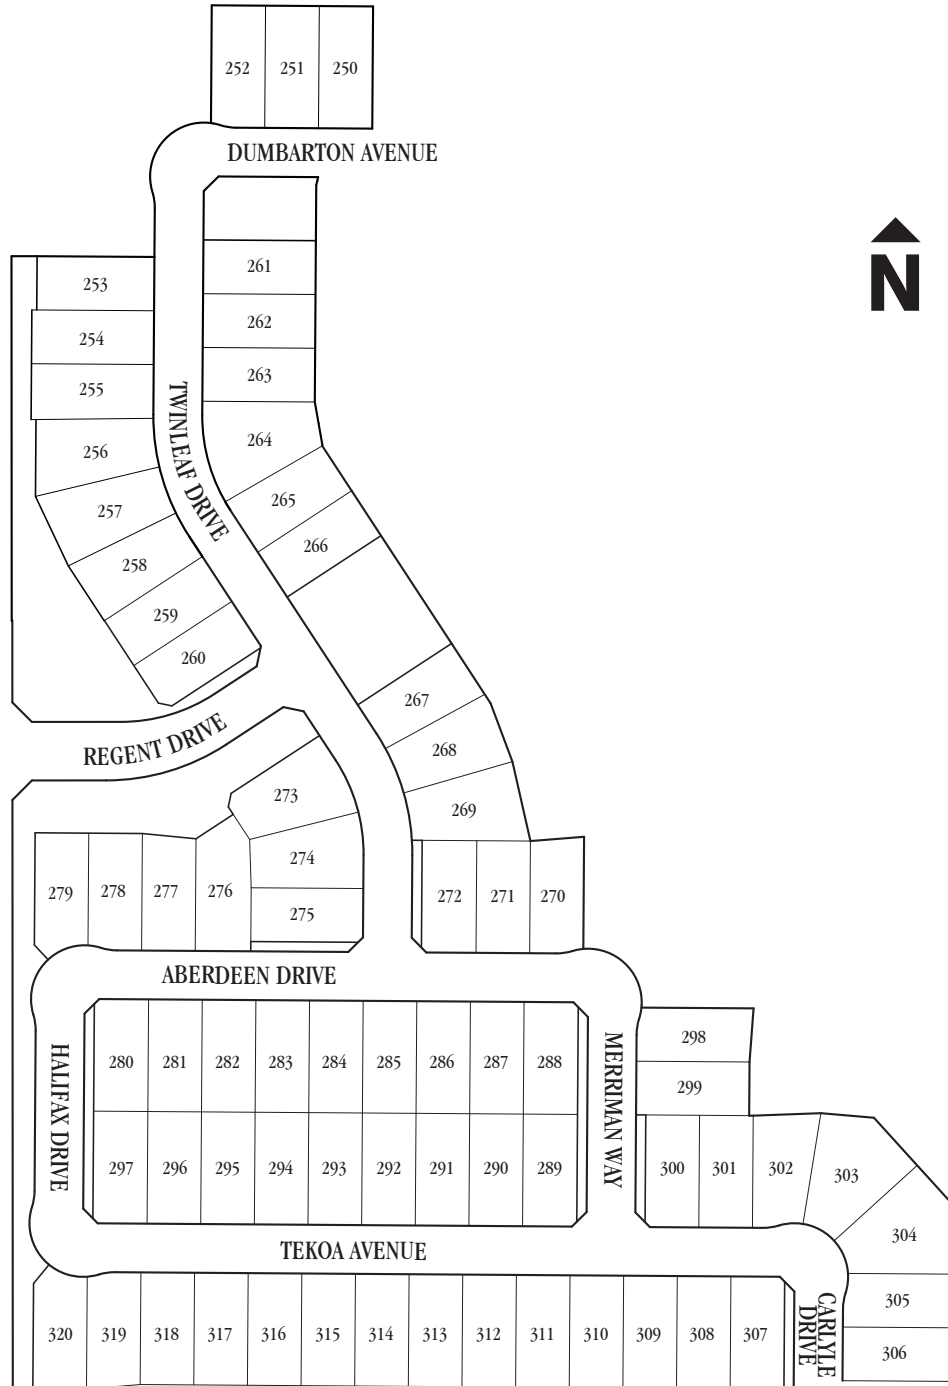 252 251 250
DUMBARTON AVENUE
N
253
254
255
256
257
258
259
260
261
262
263
264
265
266
TWINLEAF DRIVE
267
268
269
REGENT DRIVE
273
274
275
279 278 277 276
272 271 270
ABERDEEN DRIVE
HALIFAX DRIVE
280 281 282 283 284 285 286 287 288
297 296 295 294 293 292 291 290 289
MERRIMAN WAY
298
299
300 301 302 303
304
305
306
TEKOA AVENUE
CARLYLE
DRIVE
320 319 318 317 316 315 314 313 312 311 310 309 308 307